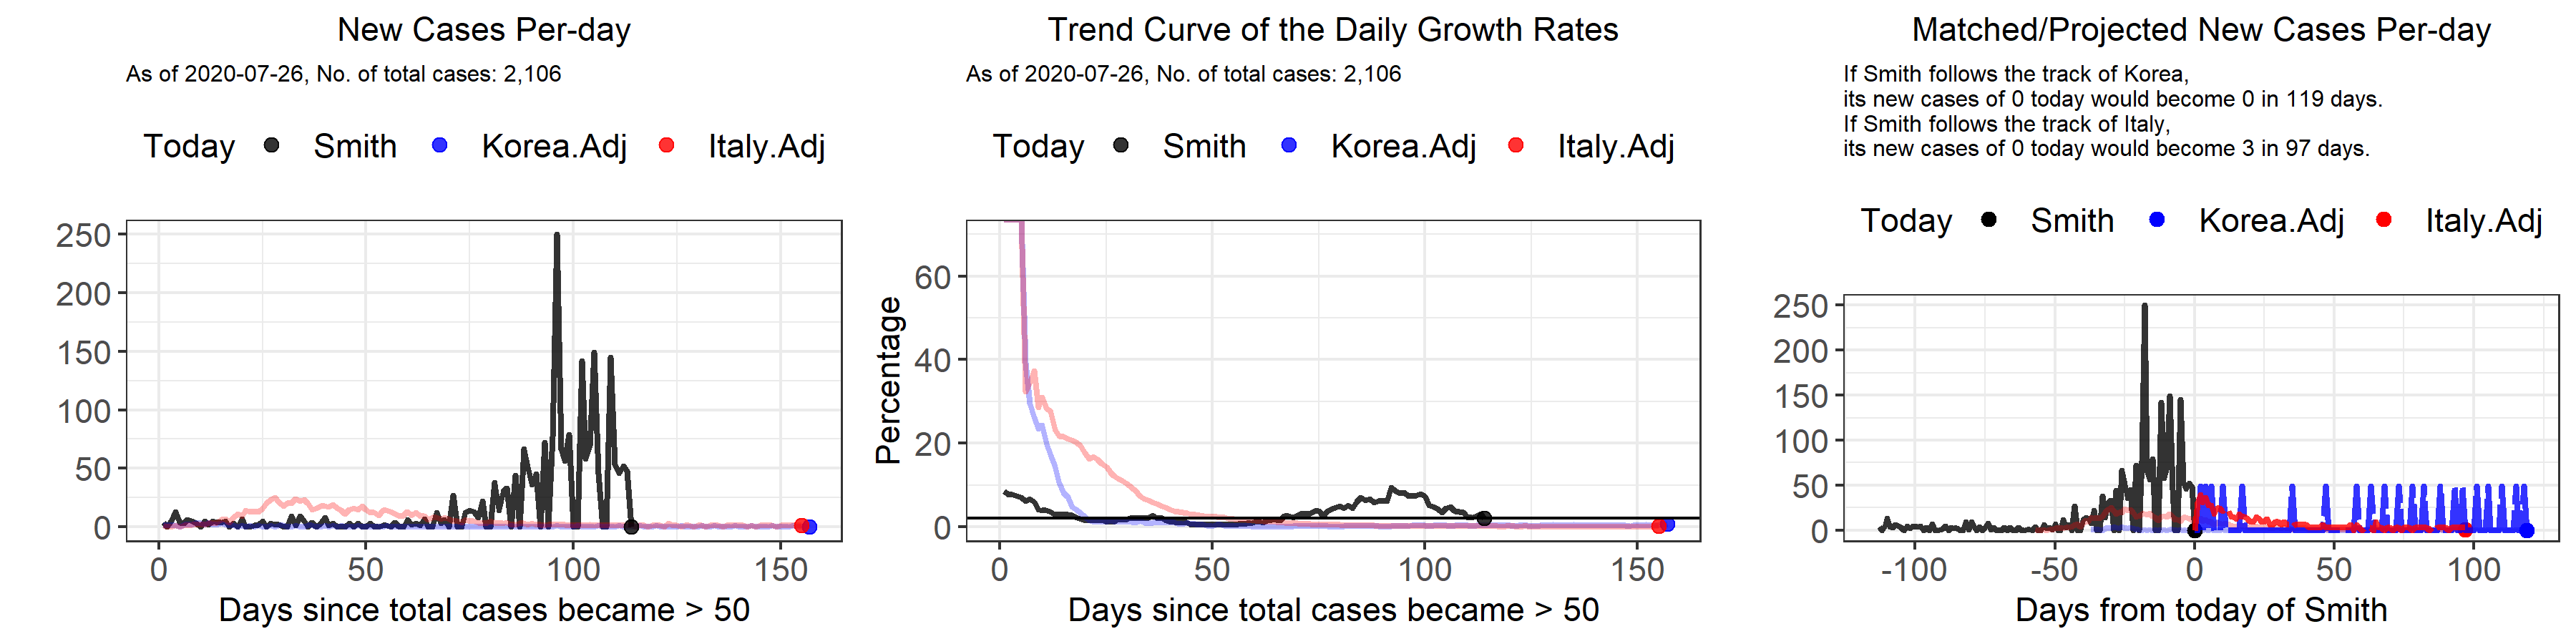 New Cases Per-day
As of 2020-07-26, No. of total cases: 2,106
Today Smith Korea.Adj Italy.Adj
250
200
150
100
50
0
0 50 100 150
Days since total cases became > 50
Trend Curve of the Daily Growth Rates
As of 2020-07-26, No. of total cases: 2,106
Today Smith Korea.Adj Italy.Adj
Percentage
60
40
20
0
0 50 100 150
Days since total cases became > 50
Matched/Projected New Cases Per-day
If Smith follows the track of Korea,
its new cases of 0 today would become 0 in 119 days.
If Smith follows the track of Italy,
its new cases of 0 today would become 3 in 97 days.
Today Smith Korea.Adj Italy.Adj
250
200
150
100
50
0
-100 -50 0 50 100
Days from today of Smith